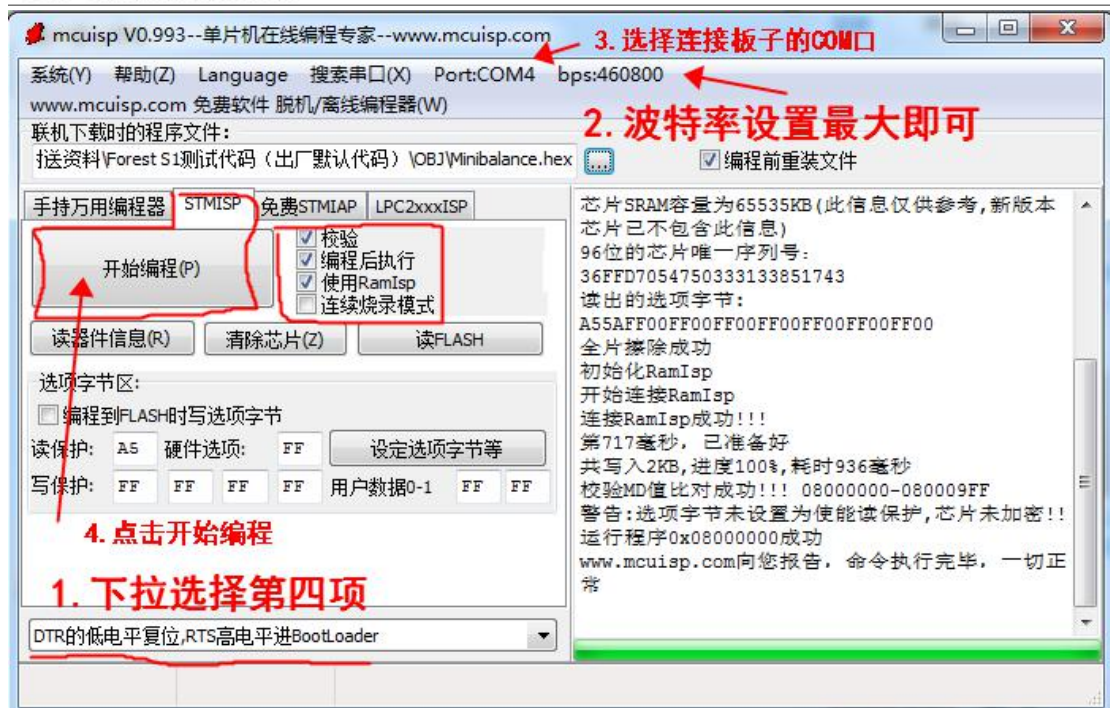 mcuisp V0.993--单片机在线编程专家--www.mcuisp.com
3. 选择连接板子的COM口
系统(Y) 帮助(Z) Language 搜索串口(X) Port:COM4 bps:460800
www.mcuisp.com 免费软件 脱机/离线编程器(W)
2. 波特率设置最大即可
联机下载时的程序文件:
付送资料\Forest S1测试代码（出厂默认代码）\OBJ\Minibalance.hex ... 编程前重装文件
手持万用编程器 STMISP 免费STMIAP LPC2xxxISP
开始编程(P)
校验
编程后执行
使用RamIsp
连续烧录模式
读器件信息(R) 清除芯片(Z) 读FLASH
选项字节区:
编程到FLASH时写选项字节
读保护: A5 硬件选项: FF 设定选项字节等
写保护: FF FF FF FF 用户数据0-1 FF FF
4. 点击开始编程
1. 下拉选择第四项
DTR的低电平复位,RTS高电平进BootLoader
芯片SRAM容量为65535KB(此信息仅供参考,新版本
芯片已不包含此信息)
96位的芯片唯一序列号:
36FFD7054750333133851743
读出的选项字节:
A55AFF00FF00FF00FF00FF00FF00FF00
全片擦除成功
初始化RamIsp
开始连接RamIsp
连接RamIsp成功!!!
第717毫秒, 已准备好
共写入2KB,进度100%,耗时936毫秒
校验MD值比对成功!!! 08000000-080009FF
警告:选项字节未设置为使能读保护,芯片未加密!!
运行程序0x08000000成功
www.mcuisp.com向您报告, 命令执行完毕, 一切正
常